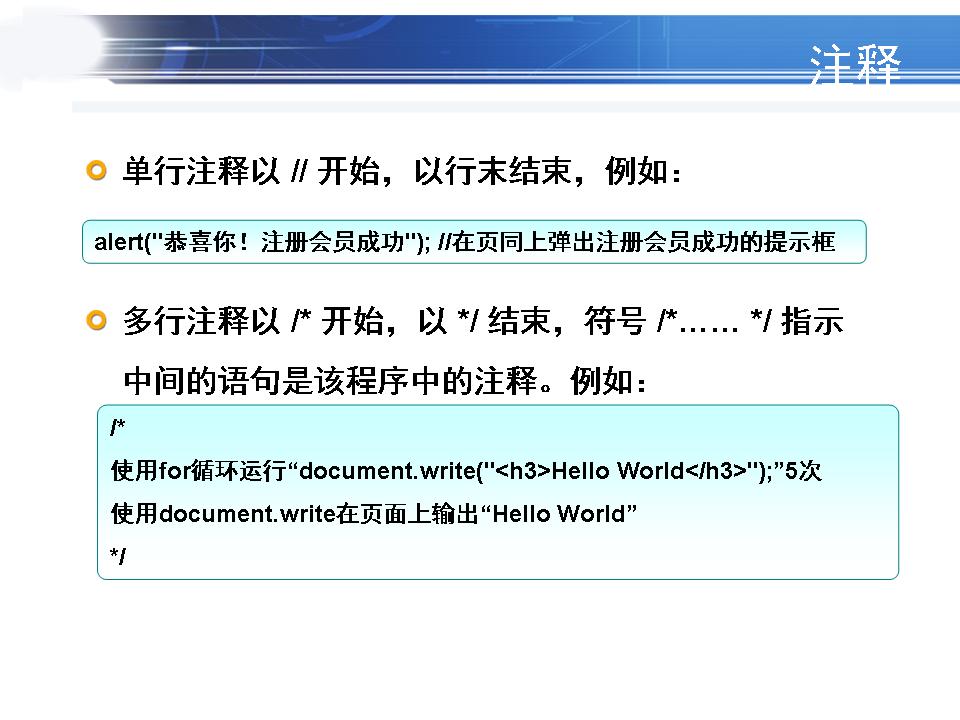 注释
单行注释以 // 开始，以行末结束，例如：
alert("恭喜你！注册会员成功"); //在页同上弹出注册会员成功的提示框
多行注释以 /* 开始，以 */ 结束，符号 /*…… */ 指示
中间的语句是该程序中的注释。例如：
/*
使用for循环运行“document.write("<h3>Hello World</h3>");”5次
使用document.write在页面上输出“Hello World”
*/